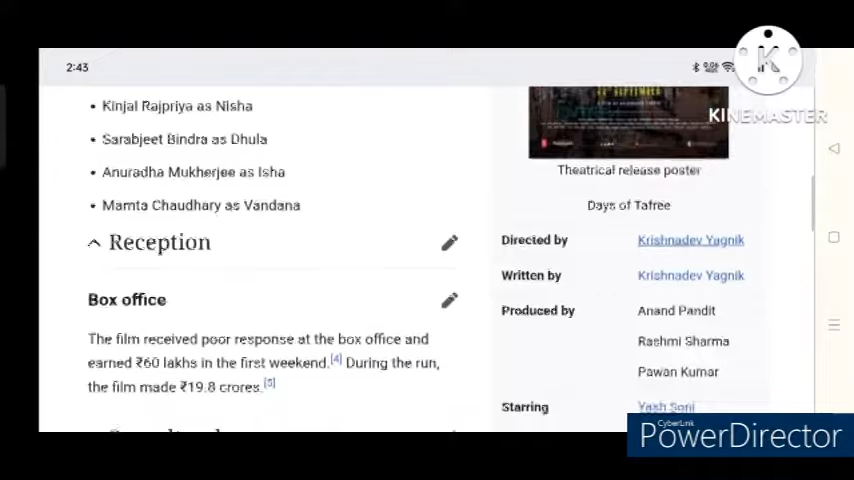 2:43
KINEMASTER
• Kinjal Rajpriya as Nisha
• Sarabjeet Bindra as Dhula
• Anuradha Mukherjee as Isha
• Mamta Chaudhary as Vandana
Reception
Box office
The film received poor response at the box office and
earned ₹60 lakhs in the first weekend.[4] During the run,
the film made ₹19.8 crores.[5]
SEPTEMBER
Theatrical release poster
Days of Tafree
Directed by Krishnadev Yagnik
Written by Krishnadev Yagnik
Produced by Anand Pandit
Rashmi Sharma
Pawan Kumar
Starring Yash Soni
CyberLink
PowerDirector